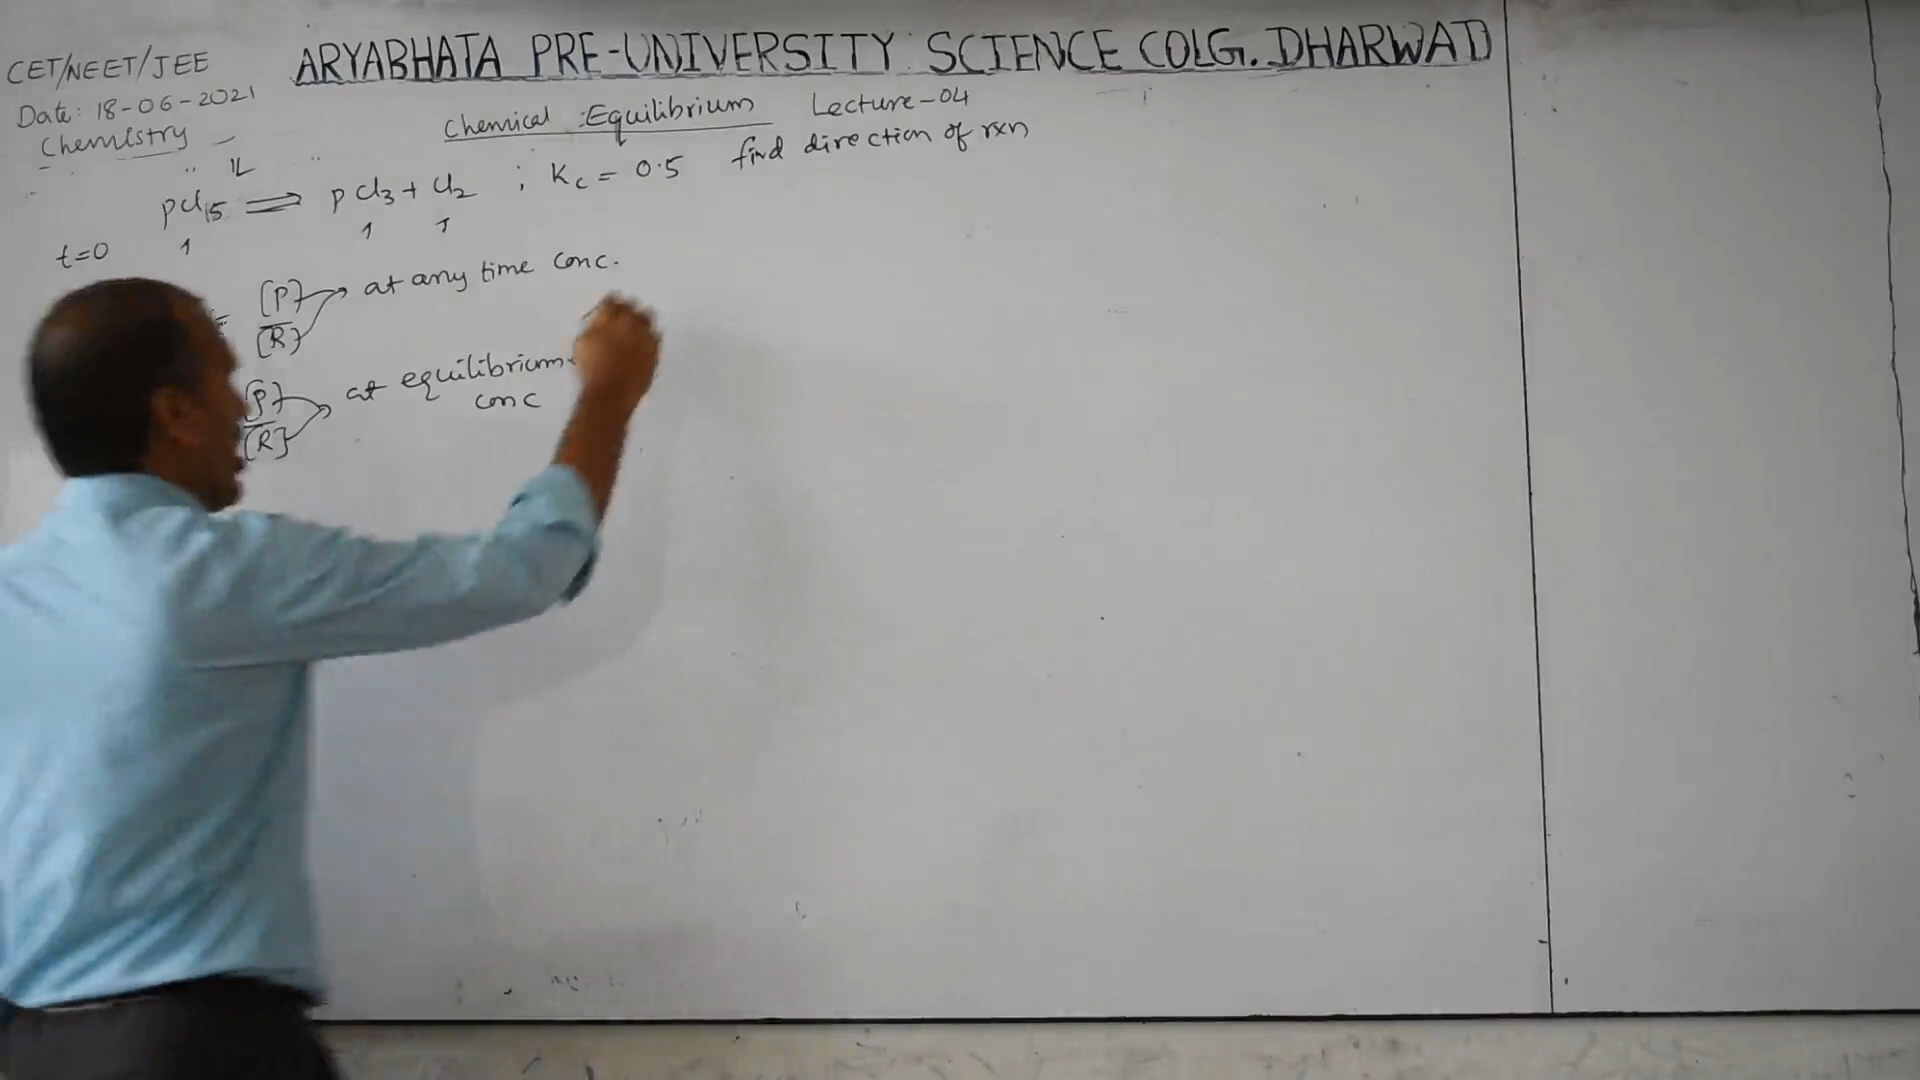 CET/NEET/JEE
ARYABHATA PRE-UNIVERSITY SCIENCE COLG. DHARWAD
Date: 18-06-2021
Chemistry
Chemical Equilibrium Lecture-04
1L
pcl5 ⇌ pcl3 + cl2 ; Kc = 0.5 find direction of rxn
t=0 1 1 1
= [P] / [R] → at any time conc.
[P] / [R] → at equilibrium conc